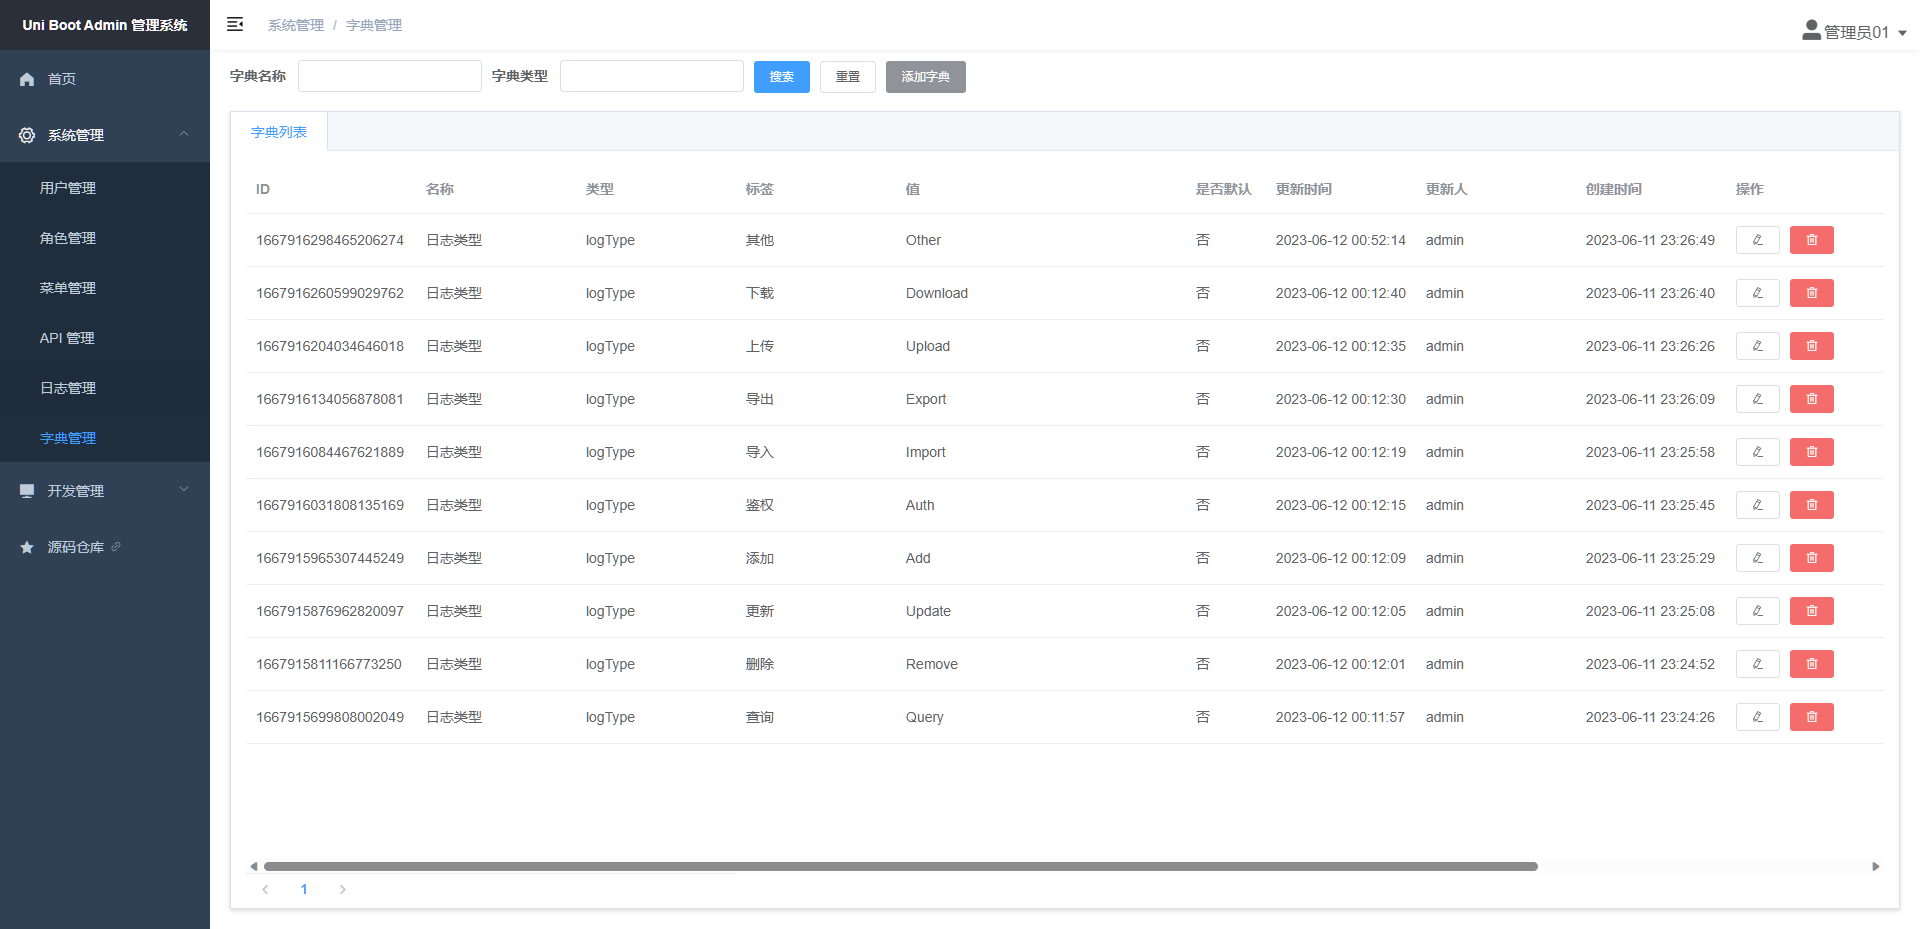 Uni Boot Admin 管理系统
系统管理 / 字典管理
管理员01
首页
系统管理
用户管理
角色管理
菜单管理
API 管理
日志管理
字典管理
开发管理
源码仓库
字典名称 字典类型 搜索 重置 添加字典
字典列表
ID 名称 类型 标签 值 是否默认 更新时间 更新人 创建时间 操作
1667916298465206274 日志类型 logType 其他 Other 否 2023-06-12 00:52:14 admin 2023-06-11 23:26:49
1667916260599029762 日志类型 logType 下载 Download 否 2023-06-12 00:12:40 admin 2023-06-11 23:26:40
1667916204034646018 日志类型 logType 上传 Upload 否 2023-06-12 00:12:35 admin 2023-06-11 23:26:26
1667916134056878081 日志类型 logType 导出 Export 否 2023-06-12 00:12:30 admin 2023-06-11 23:26:09
1667916084467621889 日志类型 logType 导入 Import 否 2023-06-12 00:12:19 admin 2023-06-11 23:25:58
1667916031808135169 日志类型 logType 鉴权 Auth 否 2023-06-12 00:12:15 admin 2023-06-11 23:25:45
1667915965307445249 日志类型 logType 添加 Add 否 2023-06-12 00:12:09 admin 2023-06-11 23:25:29
1667915876962820097 日志类型 logType 更新 Update 否 2023-06-12 00:12:05 admin 2023-06-11 23:25:08
1667915811166773250 日志类型 logType 删除 Remove 否 2023-06-12 00:12:01 admin 2023-06-11 23:24:52
1667915699808002049 日志类型 logType 查询 Query 否 2023-06-12 00:11:57 admin 2023-06-11 23:24:26
1